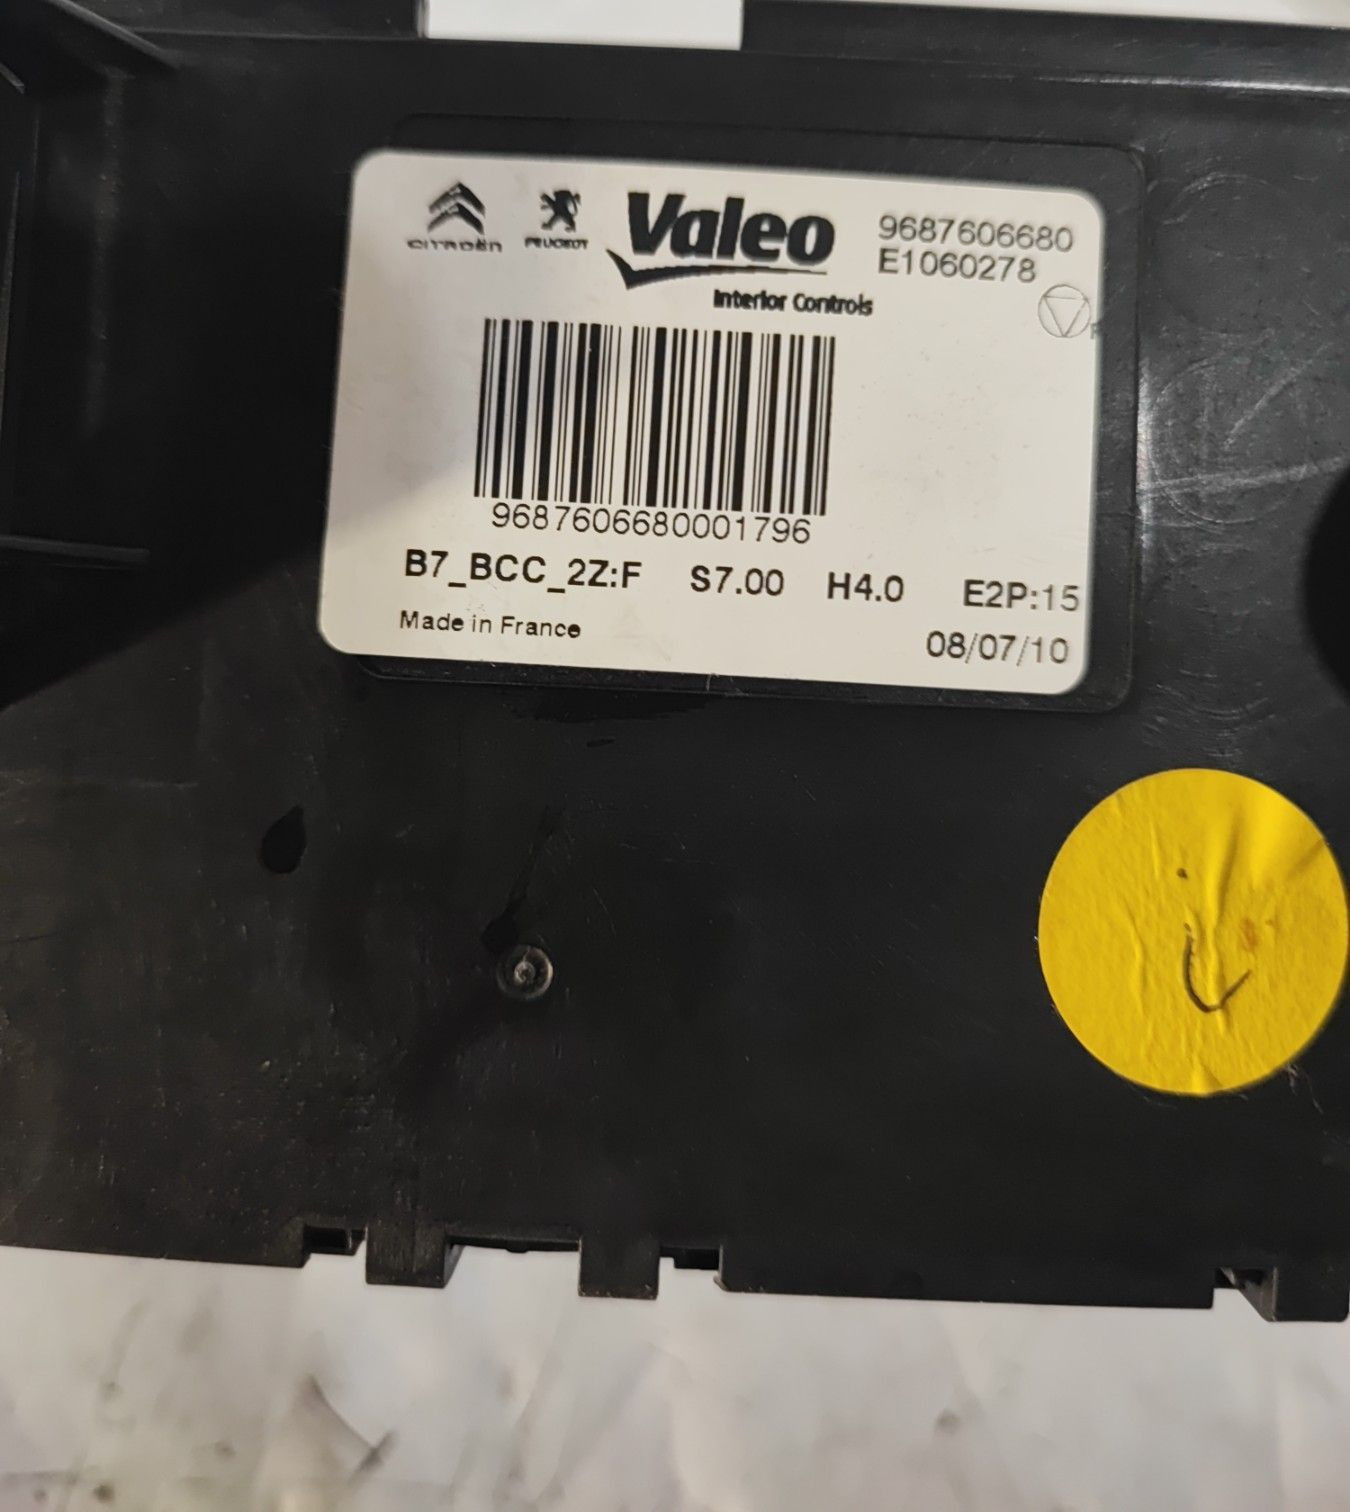 CITROËN PEUGEOT Valeo 9687606680
E1060278
Interior Controls
9687606680001796
B7_BCC_2Z:F S7.00 H4.0 E2P:15
Made in France 08/07/10